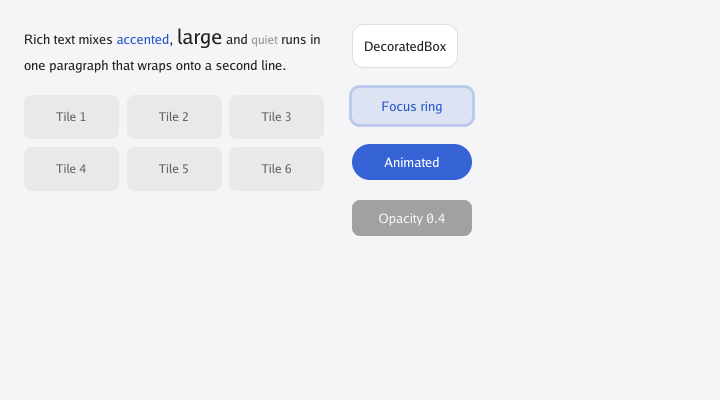 Rich text mixes accented, large and quiet runs in
one paragraph that wraps onto a second line.
Tile 1
Tile 2
Tile 3
Tile 4
Tile 5
Tile 6
DecoratedBox
Focus ring
Animated
Opacity 0.4